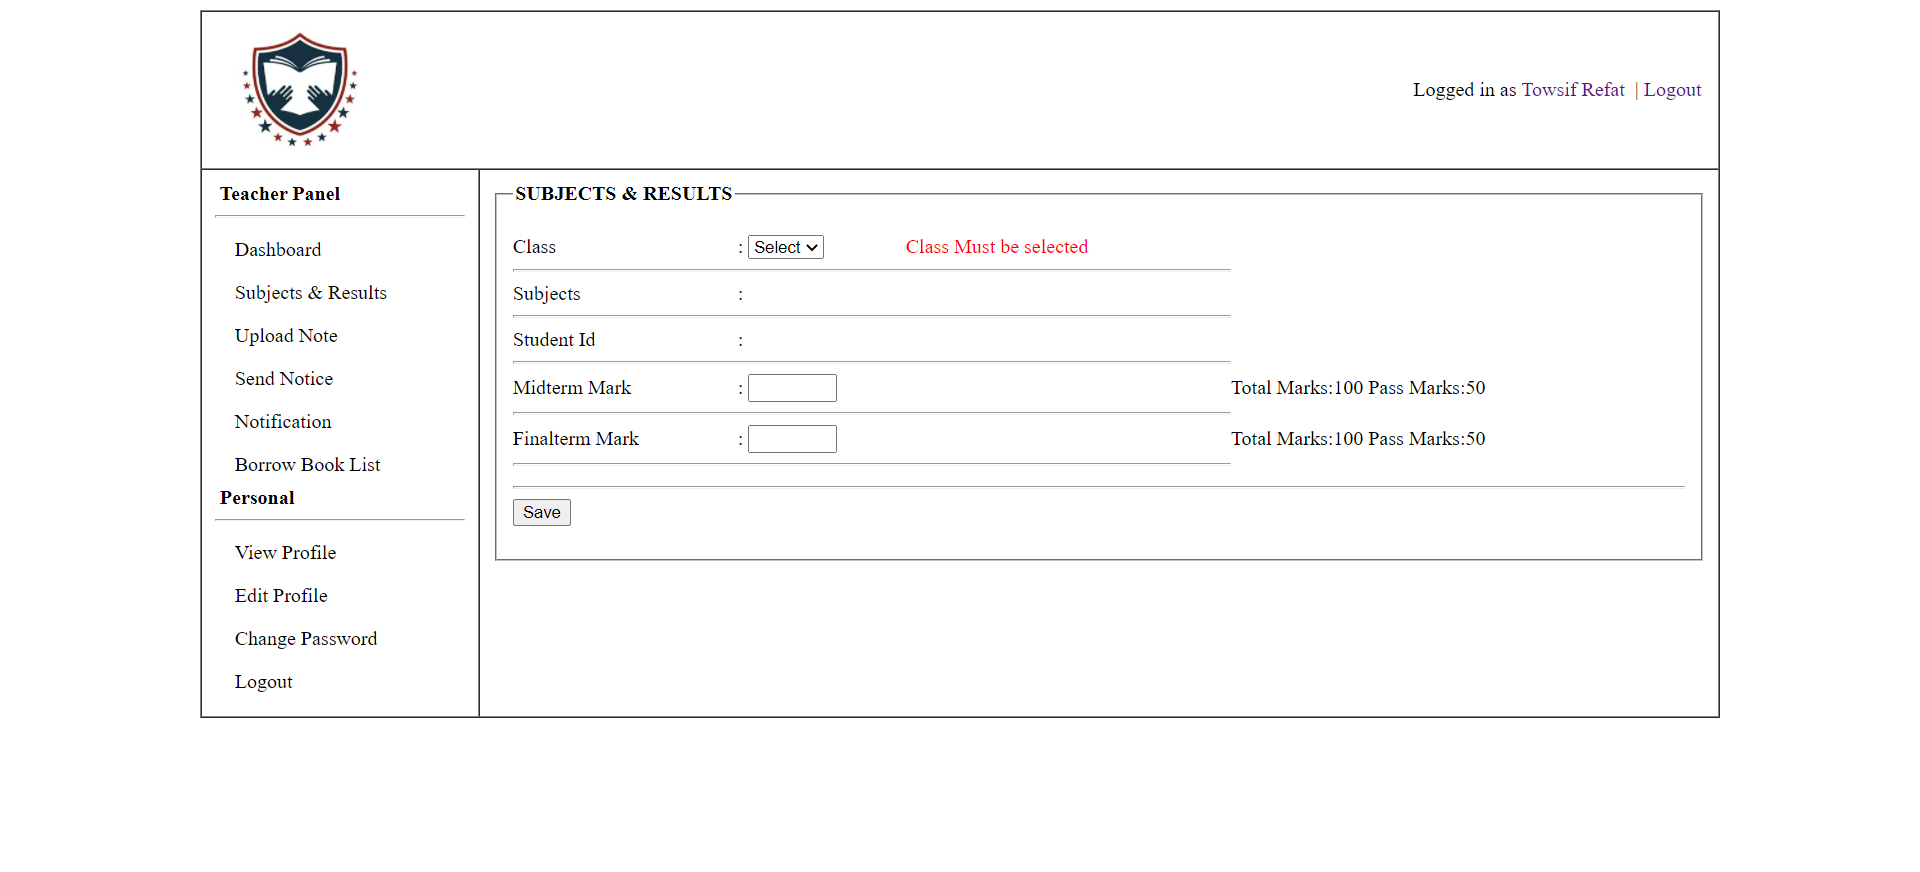 Logged in as Towsif Refat | Logout
Teacher Panel
Dashboard
Subjects & Results
Upload Note
Send Notice
Notification
Borrow Book List
Personal
View Profile
Edit Profile
Change Password
Logout
SUBJECTS & RESULTS
Class : Select Class Must be selected
Subjects :
Student Id :
Midterm Mark : Total Marks:100 Pass Marks:50
Finalterm Mark : Total Marks:100 Pass Marks:50
Save